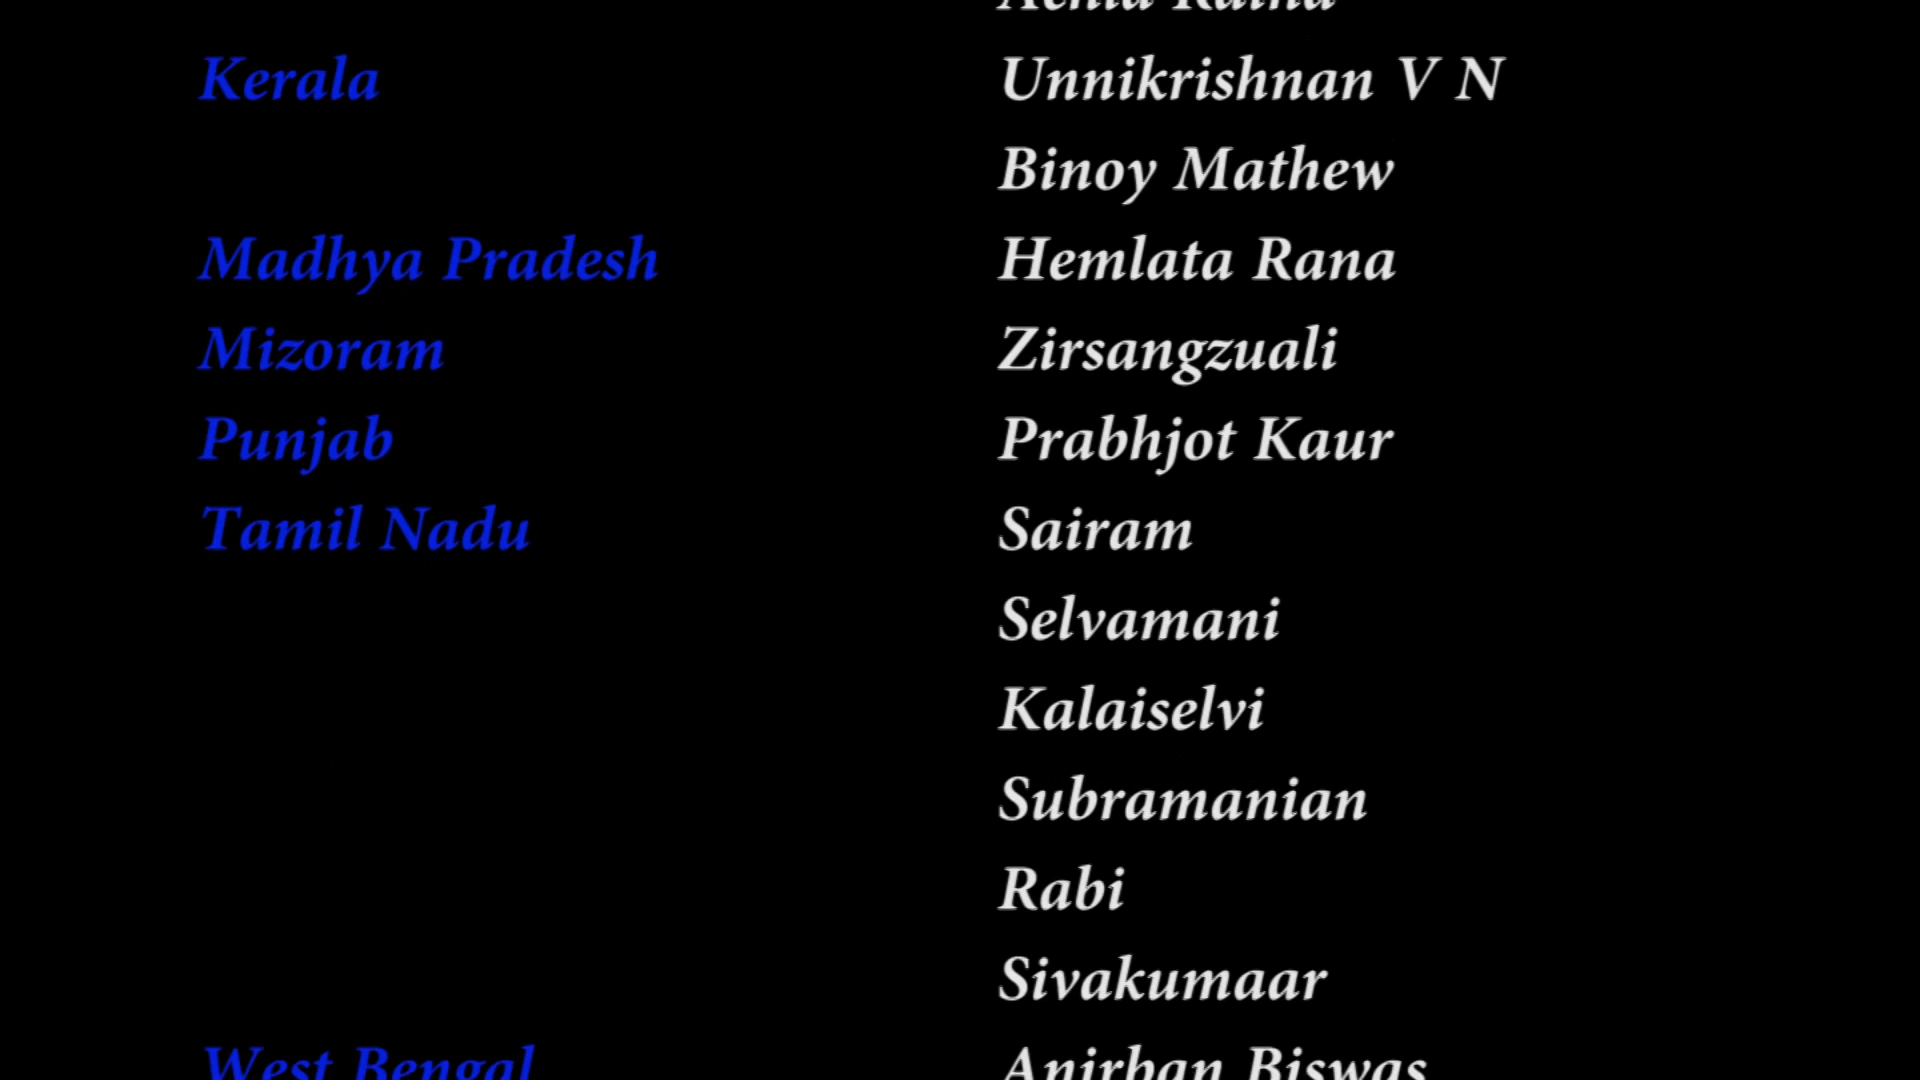 Kerala Unnikrishnan V N
Binoy Mathew
Madhya Pradesh Hemlata Rana
Mizoram Zirsangzuali
Punjab Prabhjot Kaur
Tamil Nadu Sairam
Selvamani
Kalaiselvi
Subramanian
Rabi
Sivakumaar
West Bengal Anirban Biswas